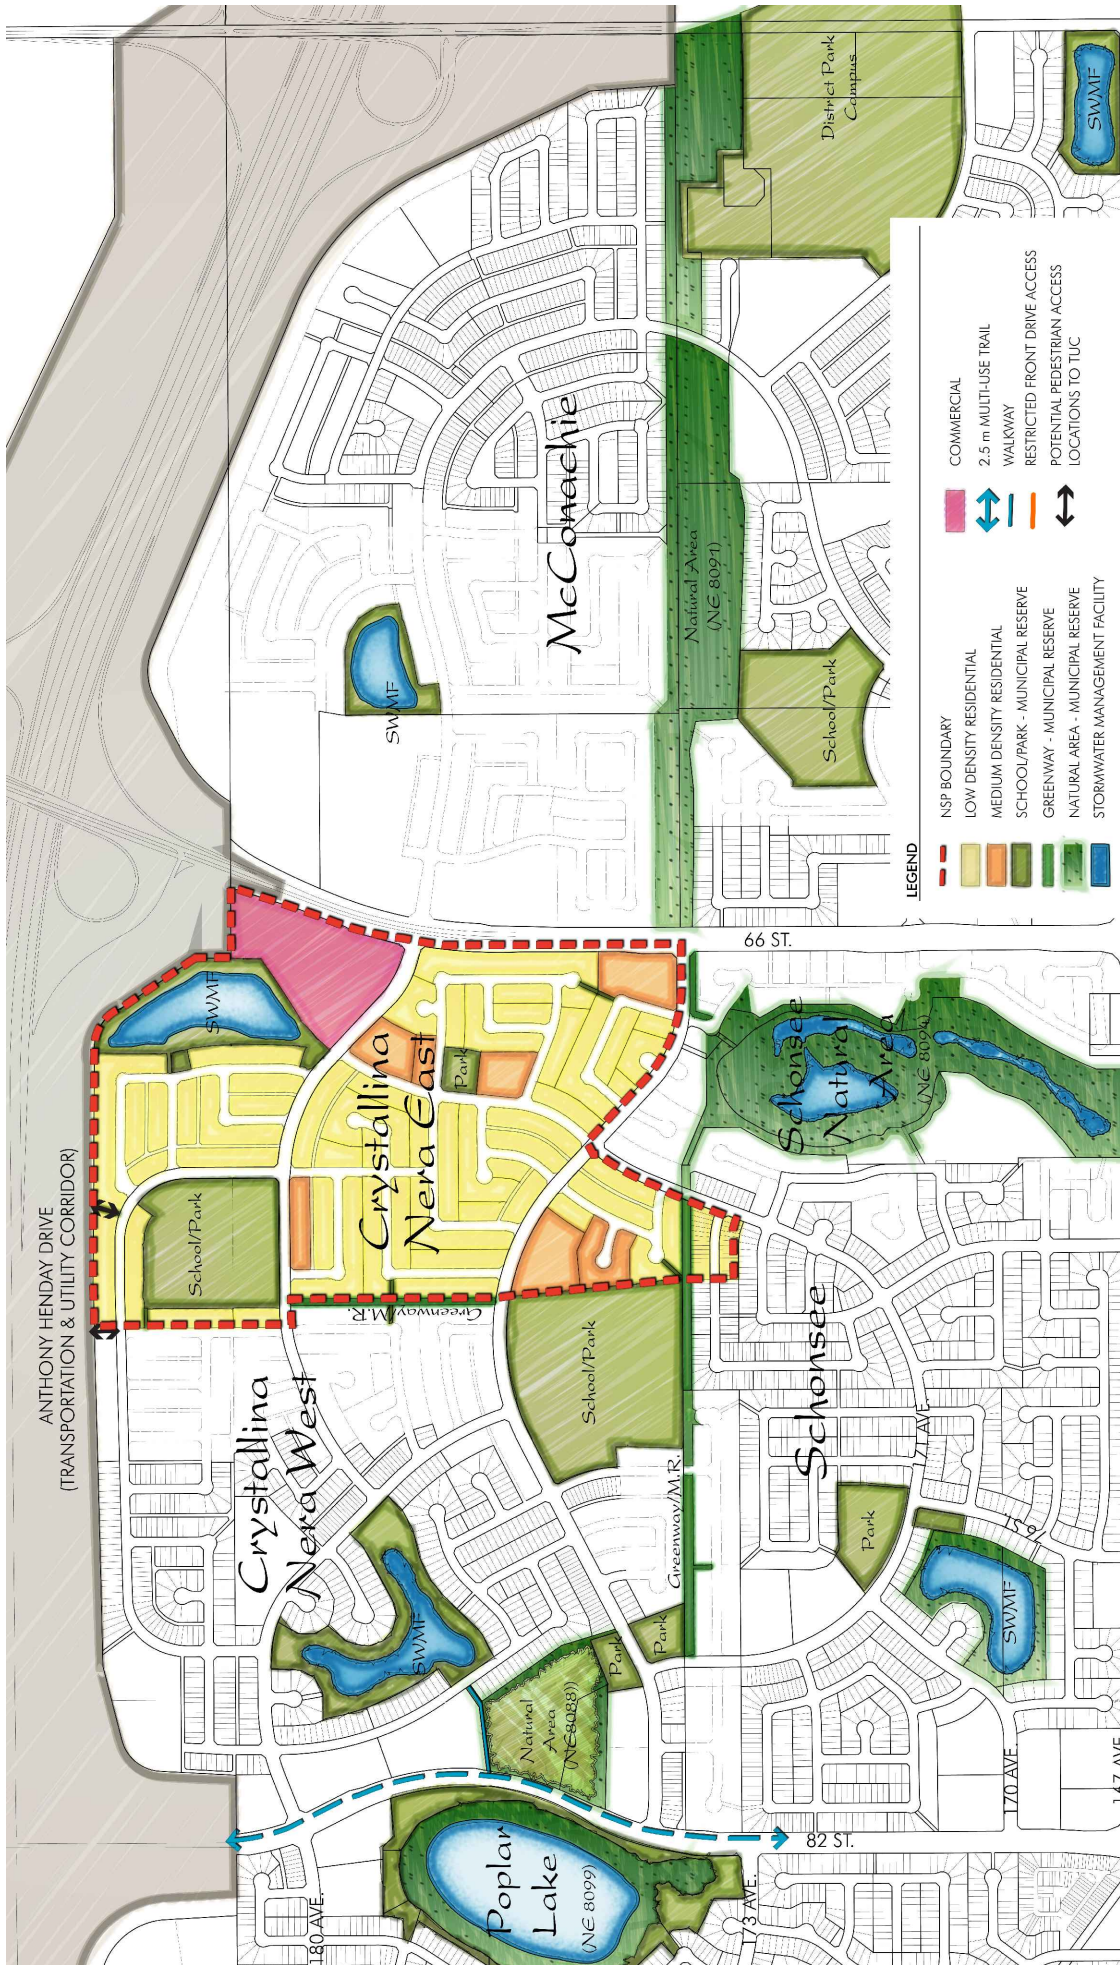 ANTHONY HENDAY DRIVE
(TRANSPORTATION & UTILITY CORRIDOR)
District Park
Campus
SWMF
McConachie
Natural Area
(NE 8091)
SWMF
School/Park
66 ST.
SWMF
Crystallina
Nera East
Park
School/Park
Schonsee
Natural
Area
(NE 8094)
Greenway/M.R.
School/Park
Crystallina
Nera West
Schonsee
Greenway/M.R.
71 AVE.
Park
76 St.
SWMF
SWMF
Park
Park
Natural
Area
(NE 8088)
170 AVE.
167 AVE
82 ST.
Poplar
Lake
(NE 8099)
180 AVE.
173 AVE.
LEGEND
NSP BOUNDARY
LOW DENSITY RESIDENTIAL
MEDIUM DENSITY RESIDENTIAL
SCHOOL/PARK - MUNICIPAL RESERVE
GREENWAY - MUNICIPAL RESERVE
NATURAL AREA - MUNICIPAL RESERVE
STORMWATER MANAGEMENT FACILITY
COMMERCIAL
2.5 m MULTI-USE TRAIL
WALKWAY
RESTRICTED FRONT DRIVE ACCESS
POTENTIAL PEDESTRIAN ACCESS
LOCATIONS TO TUC